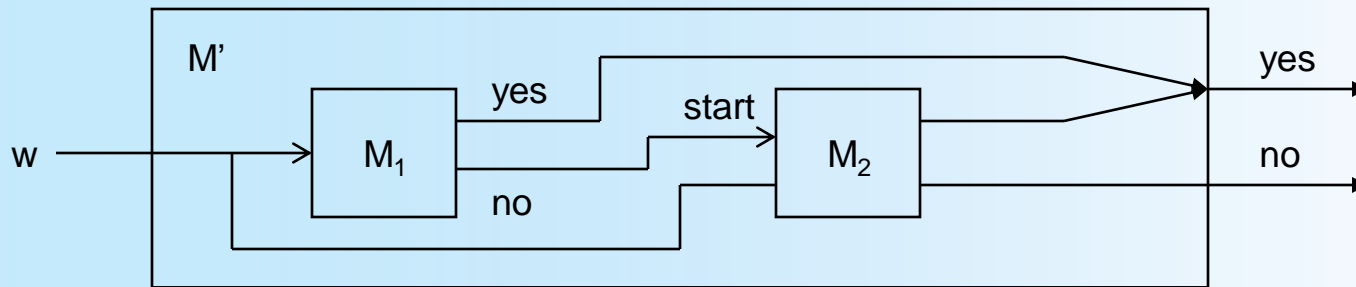 M’
yes
yes
start
w
M₁
M₂
no
no